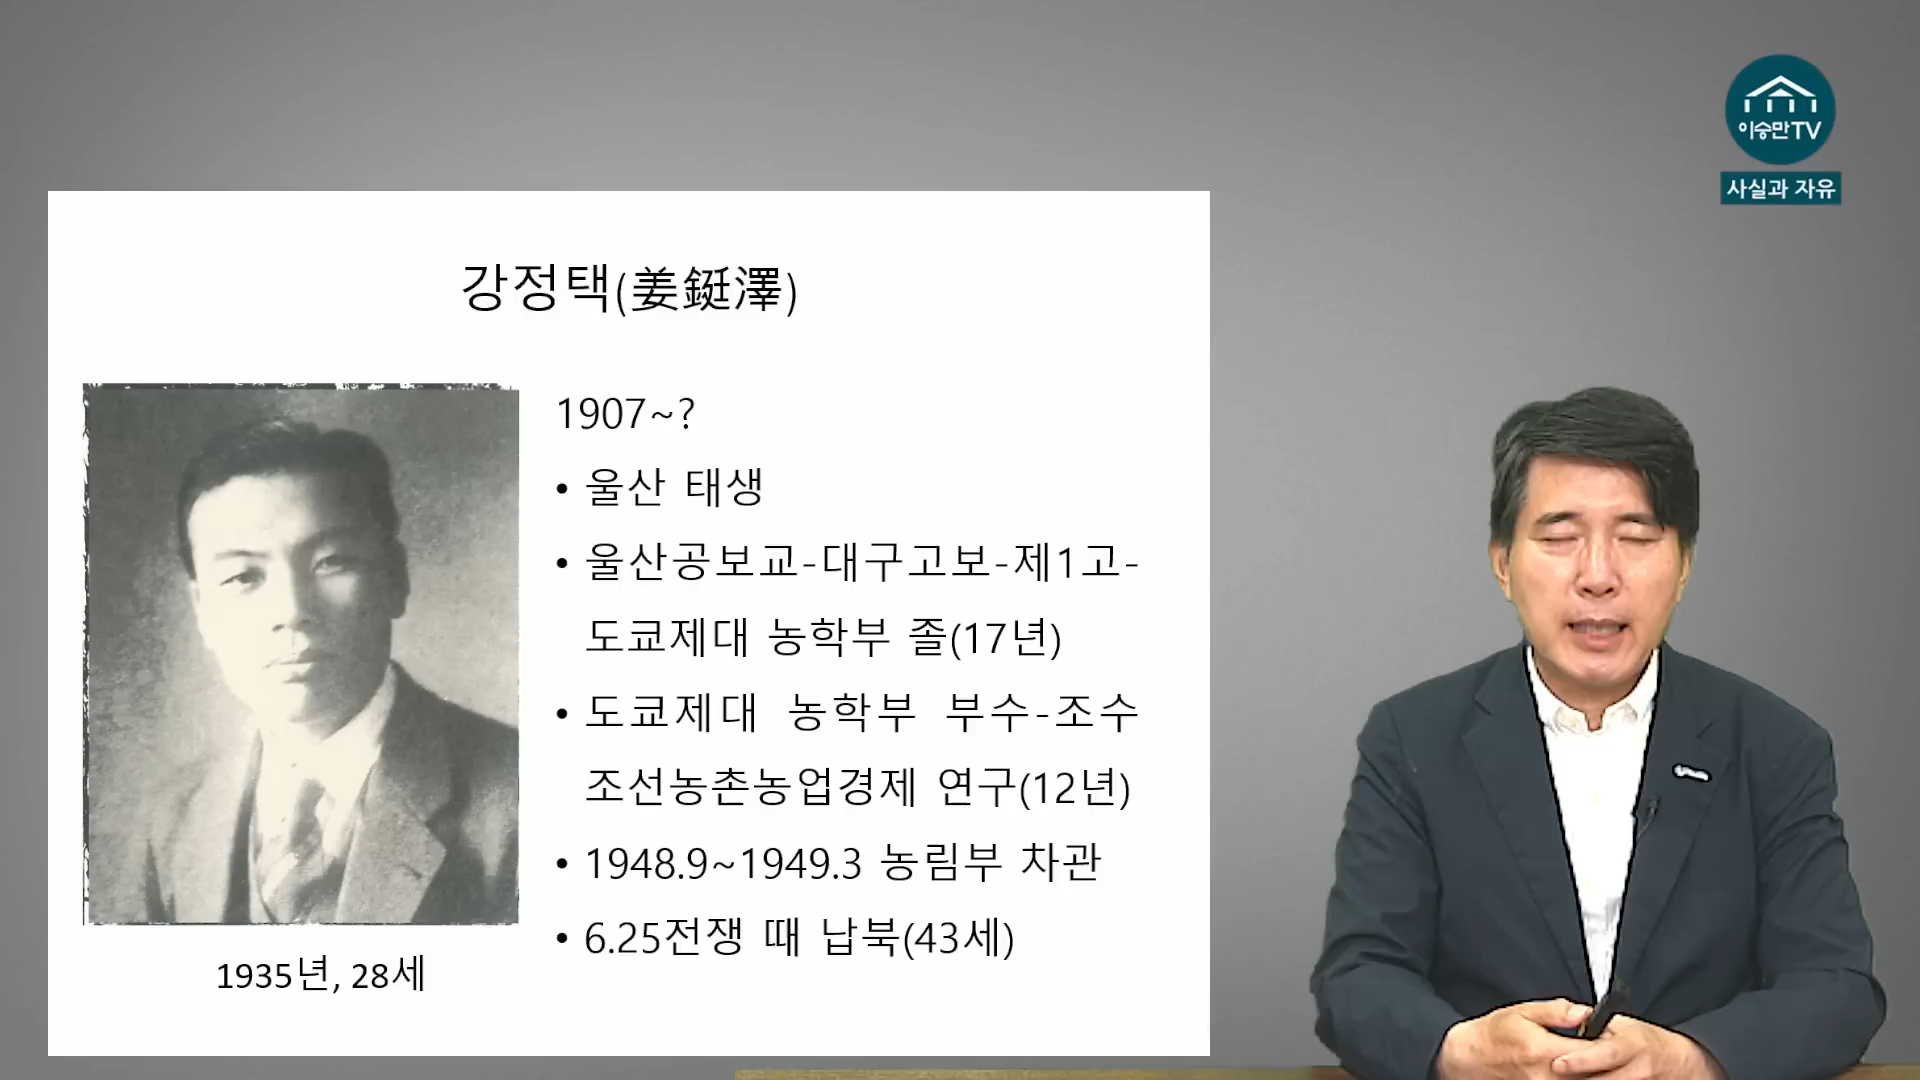 이승만TV
사실과 자유
강정택(姜鋌澤)
1907~?
• 울산 태생
• 울산공보교-대구고보-제1고-
도쿄제대 농학부 졸(17년)
• 도쿄제대 농학부 부수-조수
조선농촌농업경제 연구(12년)
• 1948.9~1949.3 농림부 차관
• 6.25전쟁 때 납북(43세)
1935년, 28세